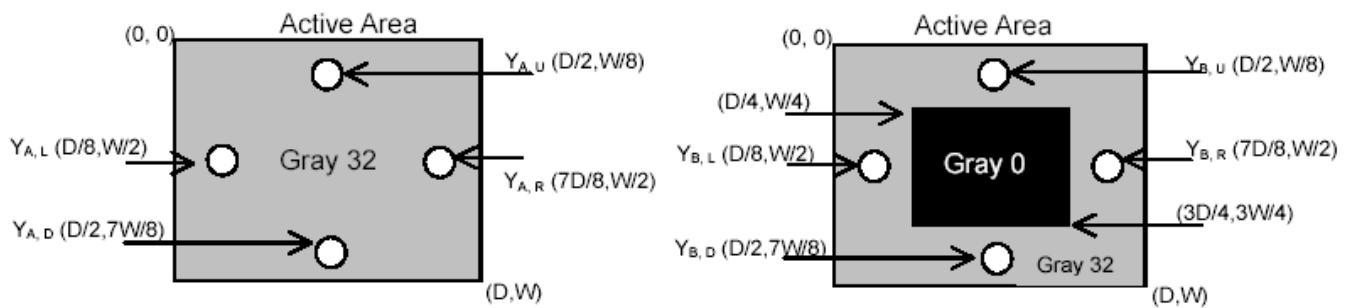 Active Area
(0, 0)
Y_A, U (D/2,W/8)
Y_A, L (D/8,W/2)
Gray 32
Y_A, R (7D/8,W/2)
Y_A, D (D/2,7W/8)
(D,W)
Active Area
(0, 0)
Y_B, U (D/2,W/8)
(D/4,W/4)
Y_B, L (D/8,W/2)
Gray 0
Y_B, R (7D/8,W/2)
(3D/4,3W/4)
Y_B, D (D/2,7W/8)
Gray 32
(D,W)